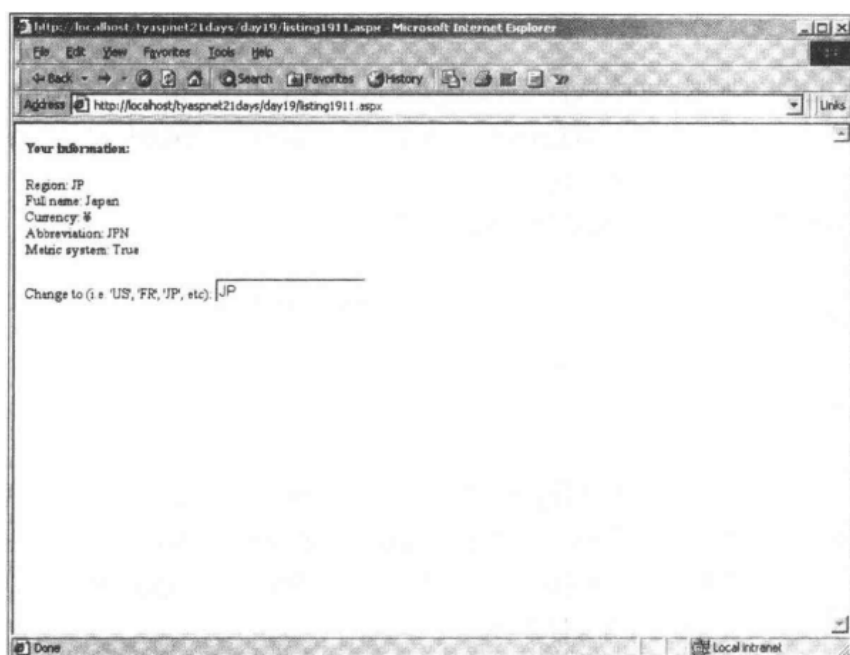 http://localhost/tyaspnet21days/day19/listing1911.aspx - Microsoft Internet Explorer
File Edit View Favorites Tools Help
Back Search Favorites History
Address http://localhost/tyaspnet21days/day19/listing1911.aspx Links
Your Information:
Region: JP
Full name: Japan
Currency: ¥
Abbreviation: JPN
Metric system: True
Change to (i.e. 'US', 'FR', 'JP', etc): JP
Done Local intranet